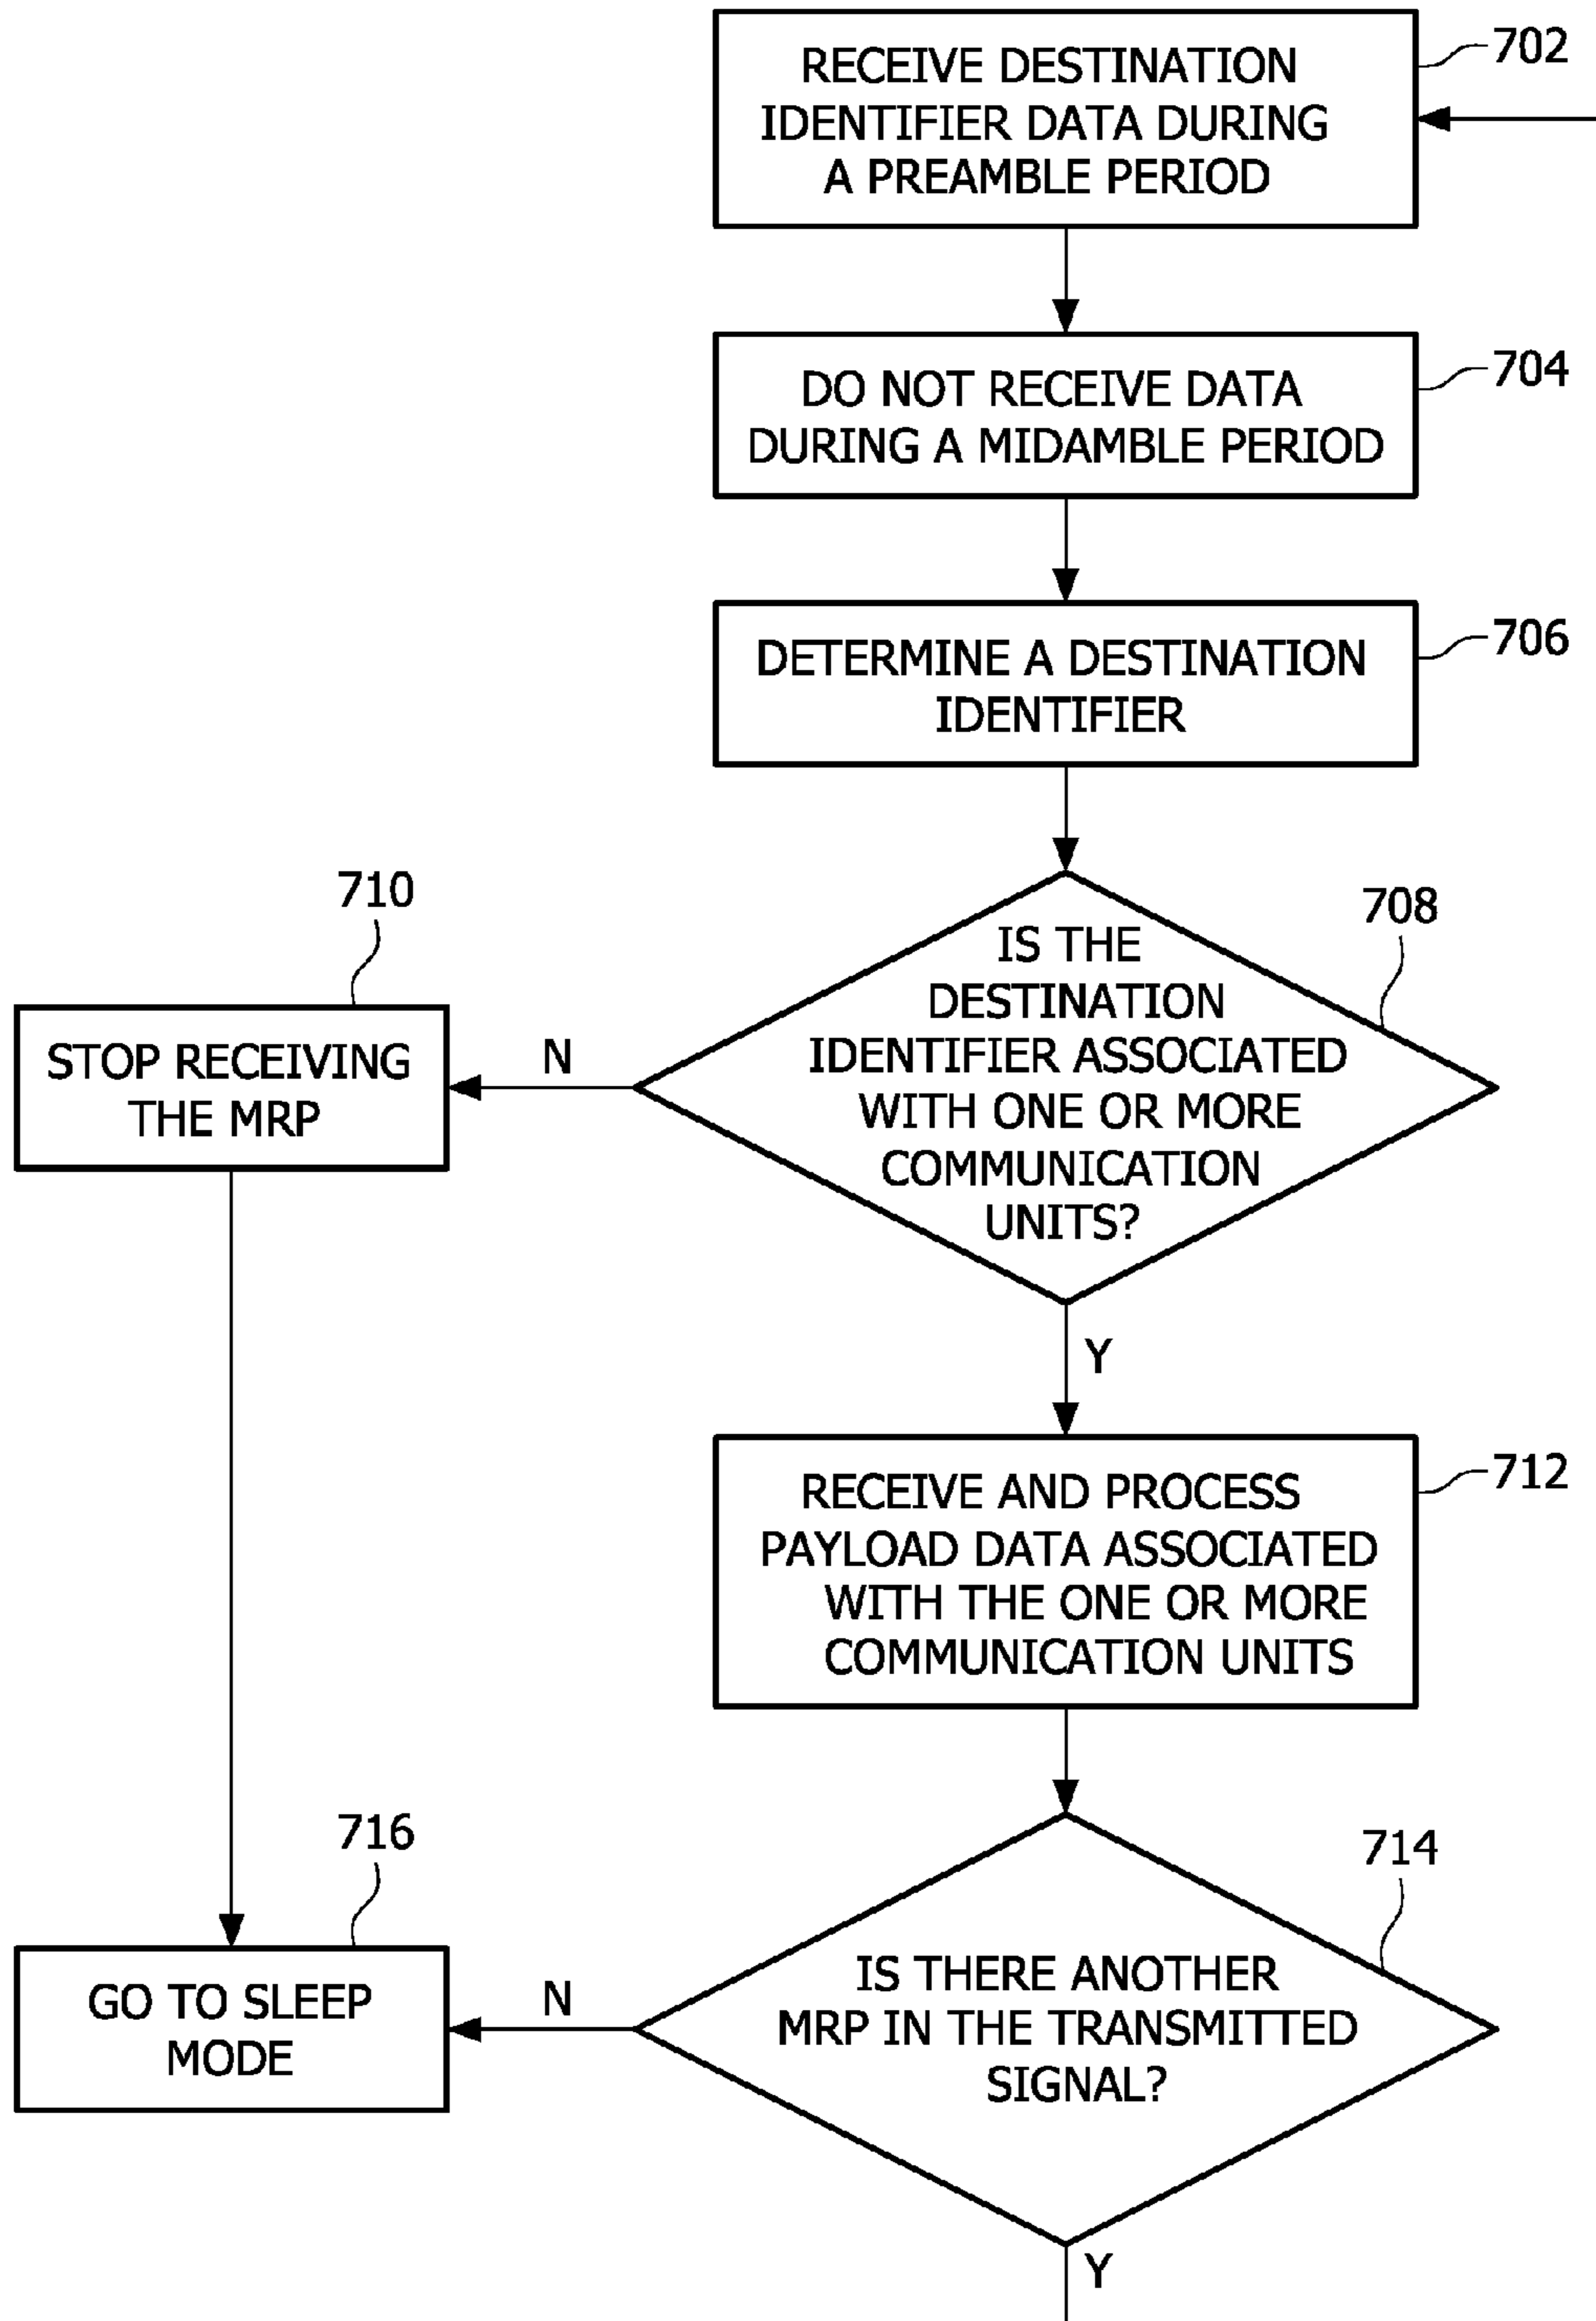 RECEIVE DESTINATION
IDENTIFIER DATA DURING
A PREAMBLE PERIOD
702
DO NOT RECEIVE DATA
DURING A MIDAMBLE PERIOD
704
DETERMINE A DESTINATION
IDENTIFIER
706
IS THE
DESTINATION
IDENTIFIER ASSOCIATED
WITH ONE OR MORE
COMMUNICATION
UNITS?
708
N
710
STOP RECEIVING
THE MRP
Y
RECEIVE AND PROCESS
PAYLOAD DATA ASSOCIATED
WITH THE ONE OR MORE
COMMUNICATION UNITS
712
IS THERE ANOTHER
MRP IN THE TRANSMITTED
SIGNAL?
714
N
716
GO TO SLEEP
MODE
Y